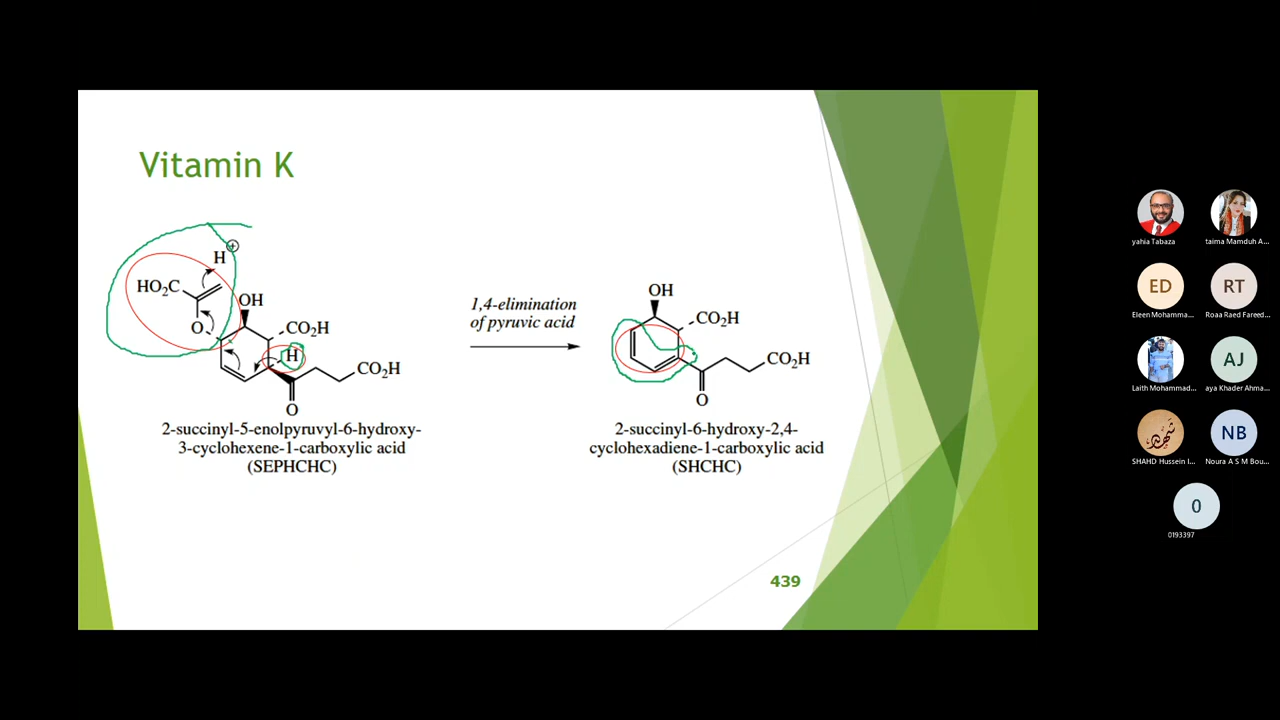 Vitamin K
H
+
HO₂C
OH
O
CO₂H
H
CO₂H
O
2-succinyl-5-enolpyruvyl-6-hydroxy-
3-cyclohexene-1-carboxylic acid
(SEPHCHC)
1,4-elimination
of pyruvic acid
OH
CO₂H
CO₂H
O
2-succinyl-6-hydroxy-2,4-
cyclohexadiene-1-carboxylic acid
(SHCHC)
439
yahia Tabaza
taima Mamduh A...
ED
RT
Eleen Mohamma...
Roaa Raed Fareed...
AJ
Laith Mohammad...
aya Khader Ahma...
NB
SHAHD Hussein I...
Noura A S M Bou...
0
0193397